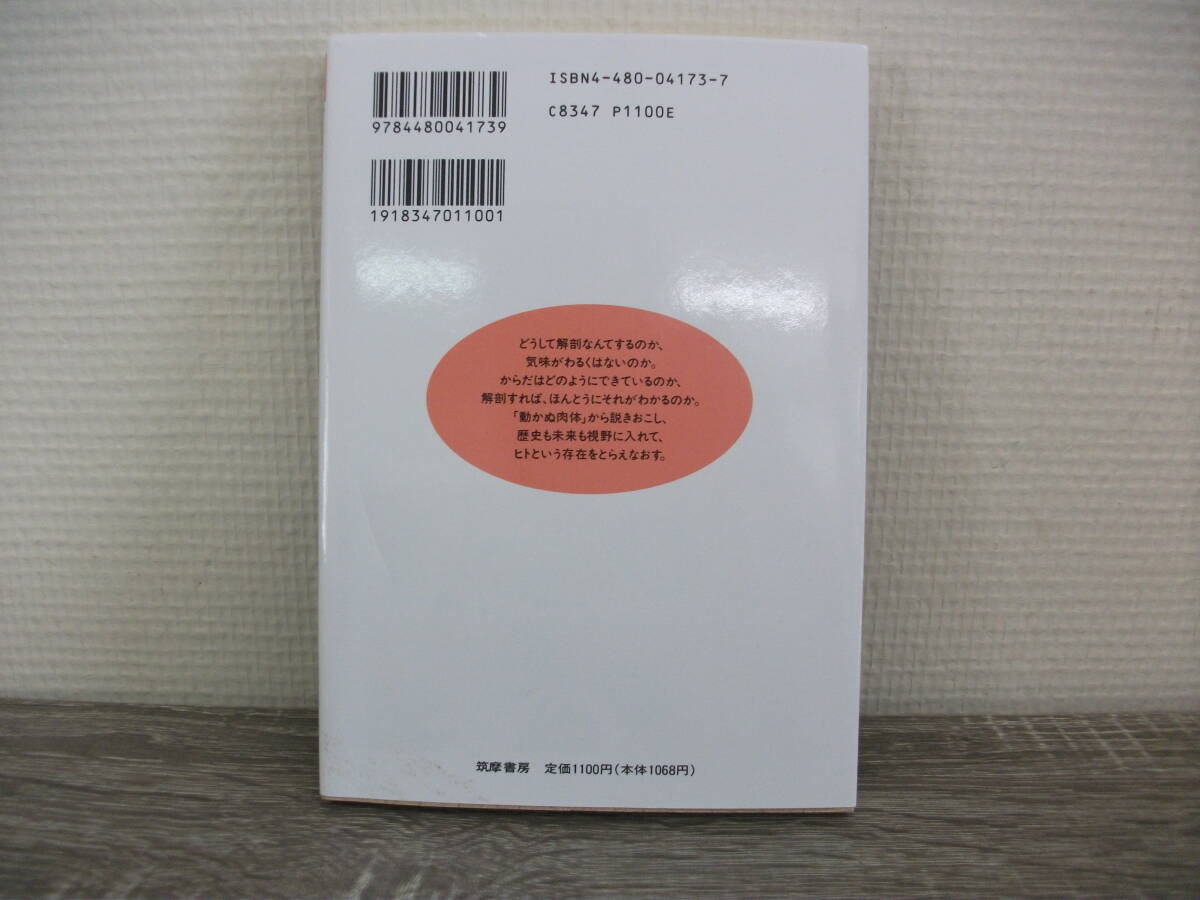 ISBN4-480-04173-7
C8347 P1100E
9784480041739
1918347011001
どうして解剖なんてするのか、
気味がわるくはないのか。
からだはどのようにできているのか、
解剖すれば、ほんとうにそれがわかるのか。
「動かぬ肉体」から説きおこし、
歴史も未来も視野に入れて、
ヒトという存在をとらえなおす。
筑摩書房 定価1100円(本体1068円)